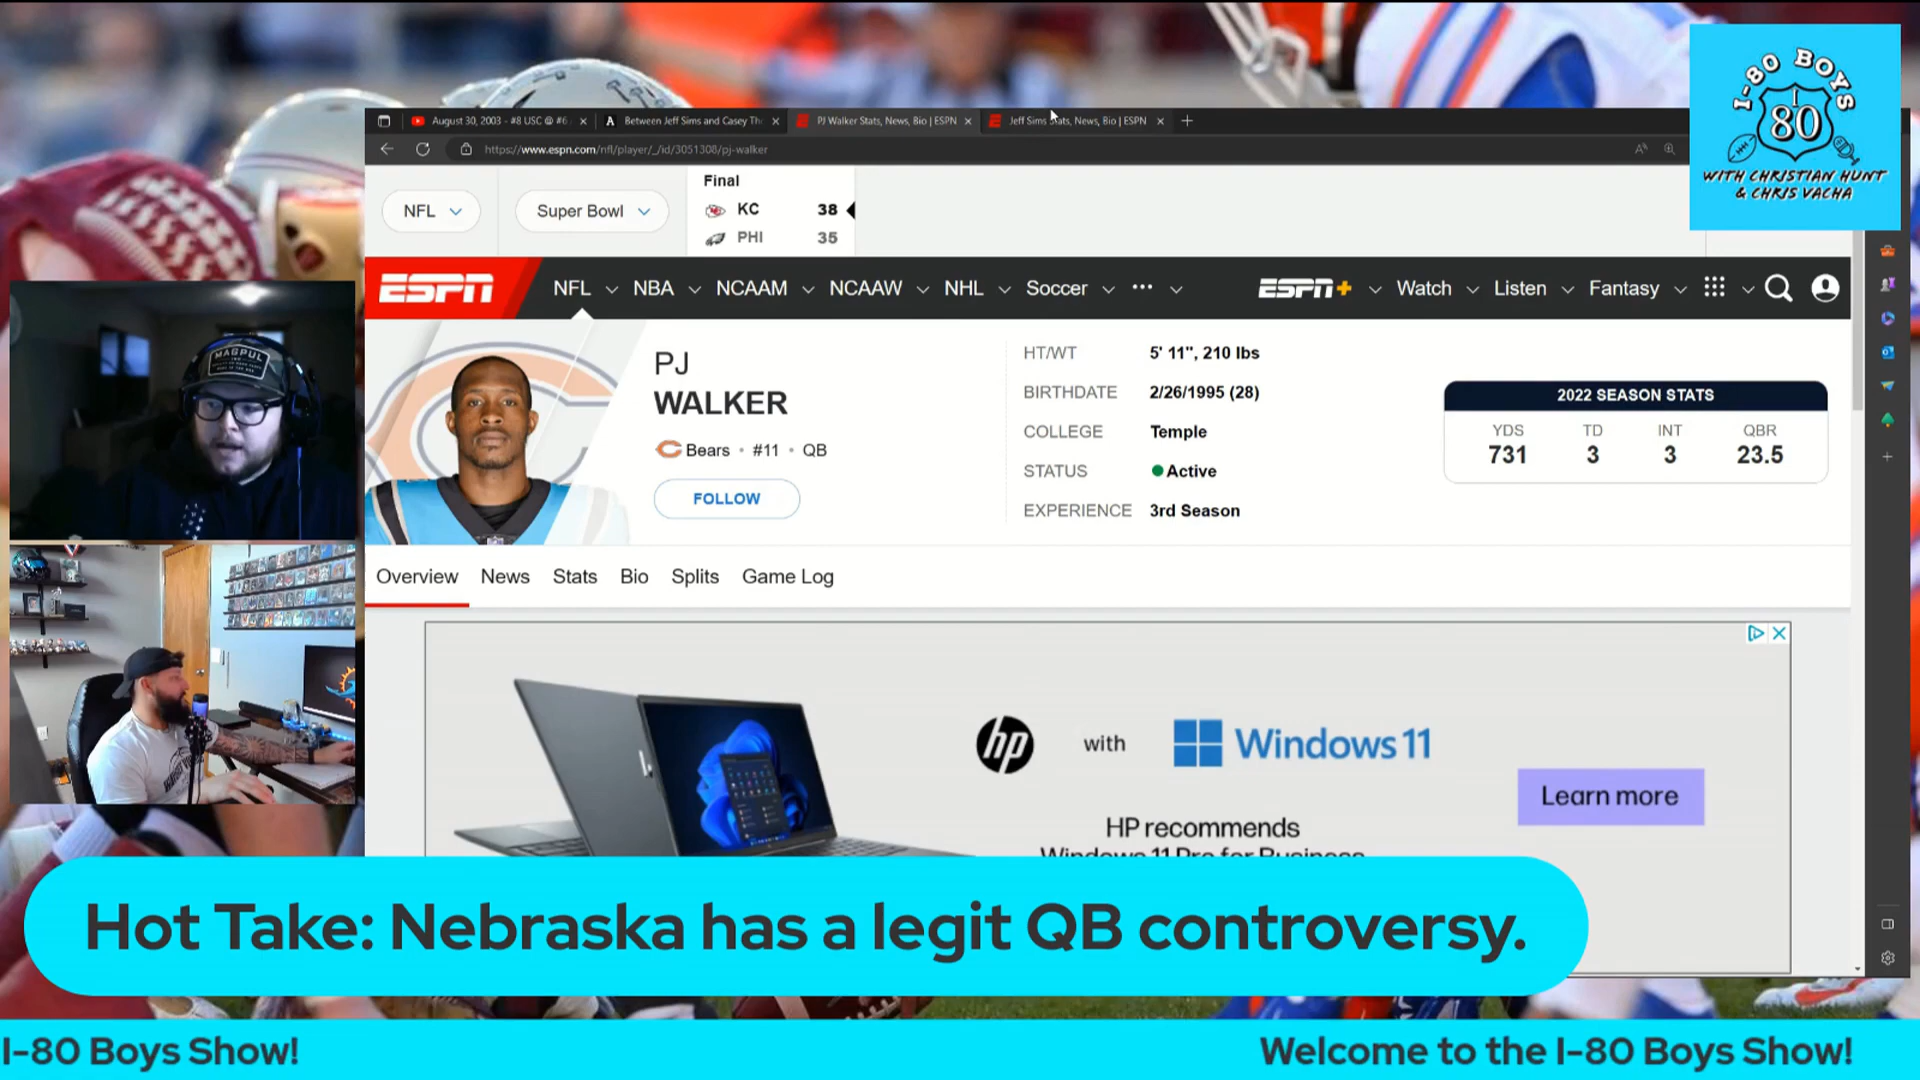 I-80 BOYS
I
80
WITH CHRISTIAN HUNT
& CHRIS VACHA
August 30, 2003 - #8 USC @ #6
Between Jeff Sims and Casey Th
PJ Walker Stats, News, Bio | ESPN
Jeff Sims Stats, News, Bio | ESPN
https://www.espn.com/nfl/player/_/id/3051308/pj-walker
NFL
Super Bowl
Final
KC 38
PHI 35
ESPN NFL NBA NCAAM NCAAW NHL Soccer ••• ESPN+ Watch Listen Fantasy
PJ
WALKER
Bears • #11 • QB
FOLLOW
HT/WT 5' 11", 210 lbs
BIRTHDATE 2/26/1995 (28)
COLLEGE Temple
STATUS Active
EXPERIENCE 3rd Season
2022 SEASON STATS
YDS TD INT QBR
731 3 3 23.5
MAGPUL
Overview News Stats Bio Splits Game Log
hp with Windows 11
Learn more
HP recommends
Windows 11 Pro for Business
Hot Take: Nebraska has a legit QB controversy.
I-80 Boys Show! Welcome to the I-80 Boys Show!